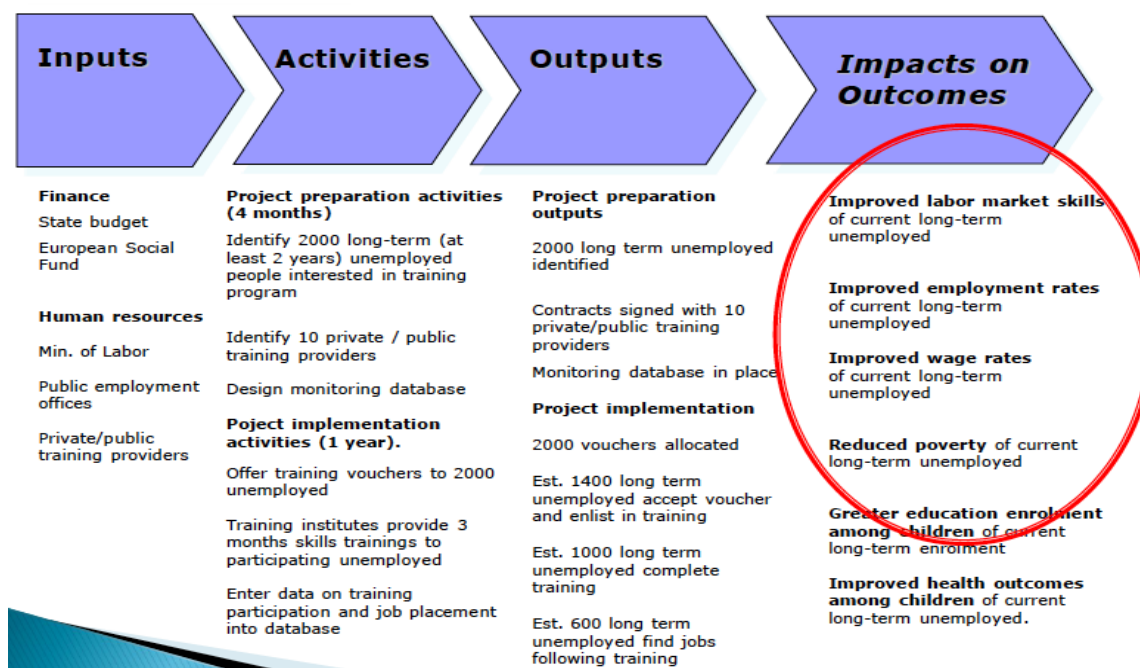 Inputs
Activities
Outputs
Impacts on
Outcomes
Finance
State budget
European Social
Fund
Human resources
Min. of Labor
Public employment
offices
Private/public
training providers
Project preparation activities
(4 months)
Identify 2000 long-term (at
least 2 years) unemployed
people interested in training
program
Identify 10 private / public
training providers
Design monitoring database
Poject implementation
activities (1 year).
Offer training vouchers to 2000
unemployed
Training institutes provide 3
months skills trainings to
participating unemployed
Enter data on training
participation and job placement
into database
Project preparation
outputs
2000 long term unemployed
identified
Contracts signed with 10
private/public training
providers
Monitoring database in place
Project implementation
2000 vouchers allocated
Est. 1400 long term
unemployed accept voucher
and enlist in training
Est. 1000 long term
unemployed complete
training
Est. 600 long term
unemployed find jobs
following training
Improved labor market skills
of current long-term
unemployed
Improved employment rates
of current long-term
unemployed
Improved wage rates
of current long-term
unemployed
Reduced poverty of current
long-term unemployed
Greater education enrolment
among children of current
long-term enrolment
Improved health outcomes
among children of current
long-term unemployed.